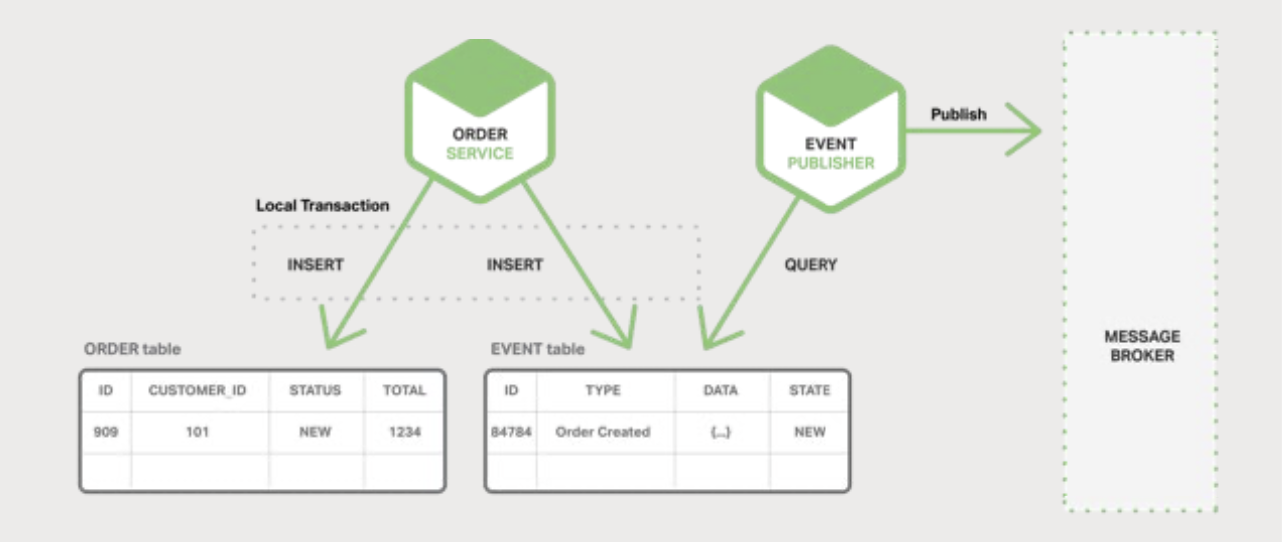 ORDER
SERVICE
EVENT
PUBLISHER
Publish
Local Transaction
INSERT
INSERT
QUERY
MESSAGE
BROKER
ORDER table
ID CUSTOMER_ID STATUS TOTAL
909 101 NEW 1234
EVENT table
ID TYPE DATA STATE
84784 Order Created {...} NEW